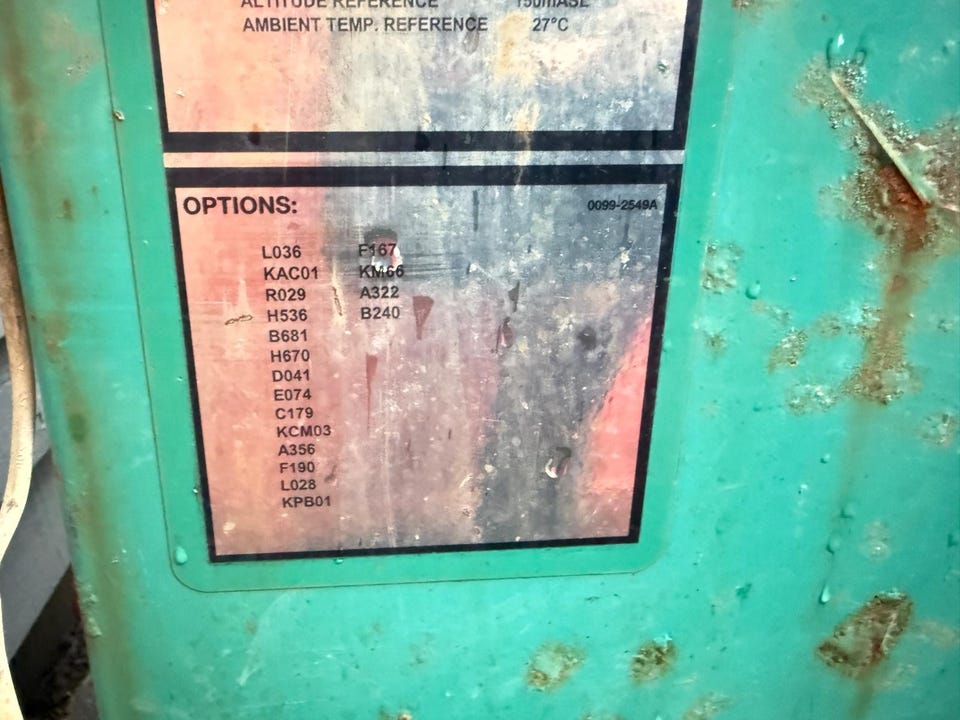 ALTITUDE REFERENCE 150mASL
AMBIENT TEMP. REFERENCE 27°C
OPTIONS: 0099-2549A
L036 F167
KAC01 KM66
R029 A322
H536 B240
B681
H670
D041
E074
C179
KCM03
A356
F190
L028
KPB01